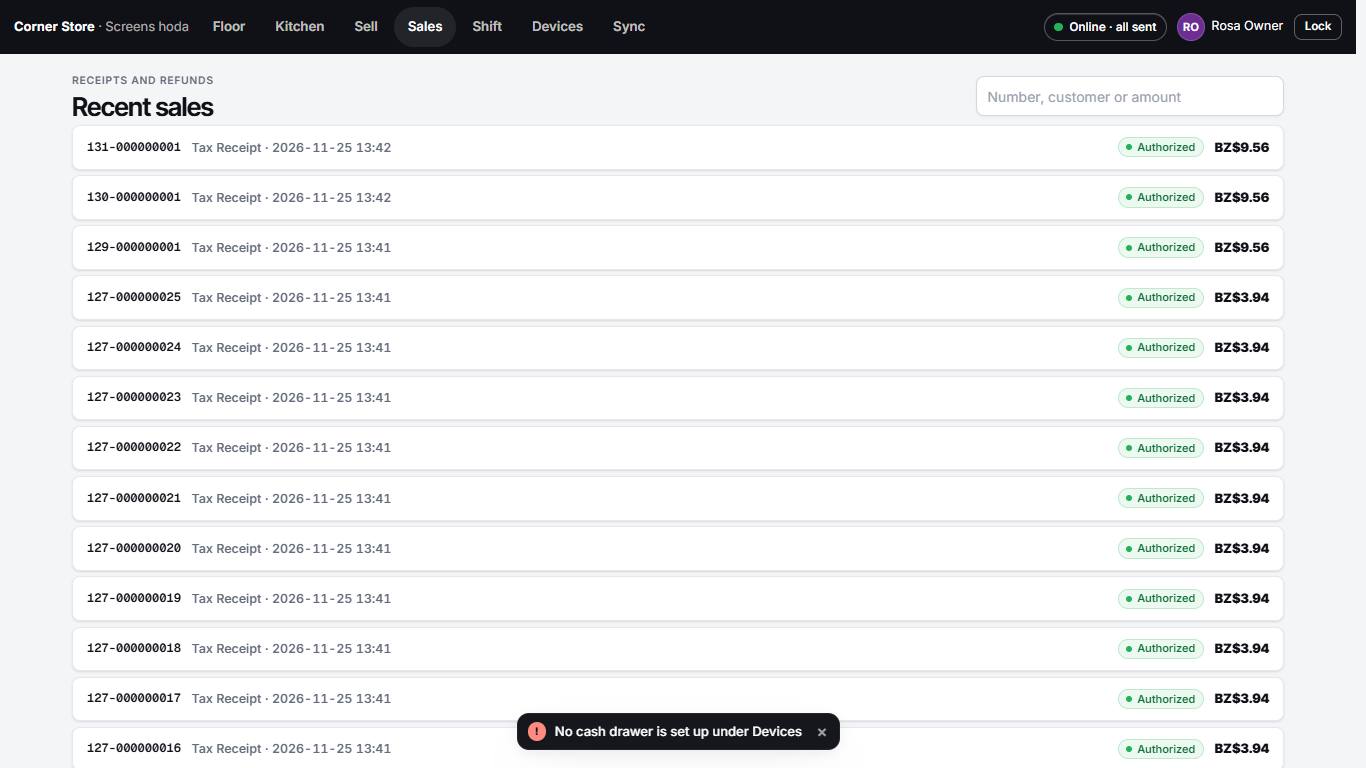 Corner Store · Screens hoda Floor Kitchen Sell Sales Shift Devices Sync Online · all sent RO Rosa Owner Lock
RECEIPTS AND REFUNDS
Recent sales
Number, customer or amount
131-000000001 Tax Receipt · 2026-11-25 13:42 Authorized BZ$9.56
130-000000001 Tax Receipt · 2026-11-25 13:42 Authorized BZ$9.56
129-000000001 Tax Receipt · 2026-11-25 13:41 Authorized BZ$9.56
127-000000025 Tax Receipt · 2026-11-25 13:41 Authorized BZ$3.94
127-000000024 Tax Receipt · 2026-11-25 13:41 Authorized BZ$3.94
127-000000023 Tax Receipt · 2026-11-25 13:41 Authorized BZ$3.94
127-000000022 Tax Receipt · 2026-11-25 13:41 Authorized BZ$3.94
127-000000021 Tax Receipt · 2026-11-25 13:41 Authorized BZ$3.94
127-000000020 Tax Receipt · 2026-11-25 13:41 Authorized BZ$3.94
127-000000019 Tax Receipt · 2026-11-25 13:41 Authorized BZ$3.94
127-000000018 Tax Receipt · 2026-11-25 13:41 Authorized BZ$3.94
127-000000017 Tax Receipt · 2026-11-25 13:41 Authorized BZ$3.94
! No cash drawer is set up under Devices ×
127-000000016 Tax Receipt · 2026-11-25 13:41 Authorized BZ$3.94